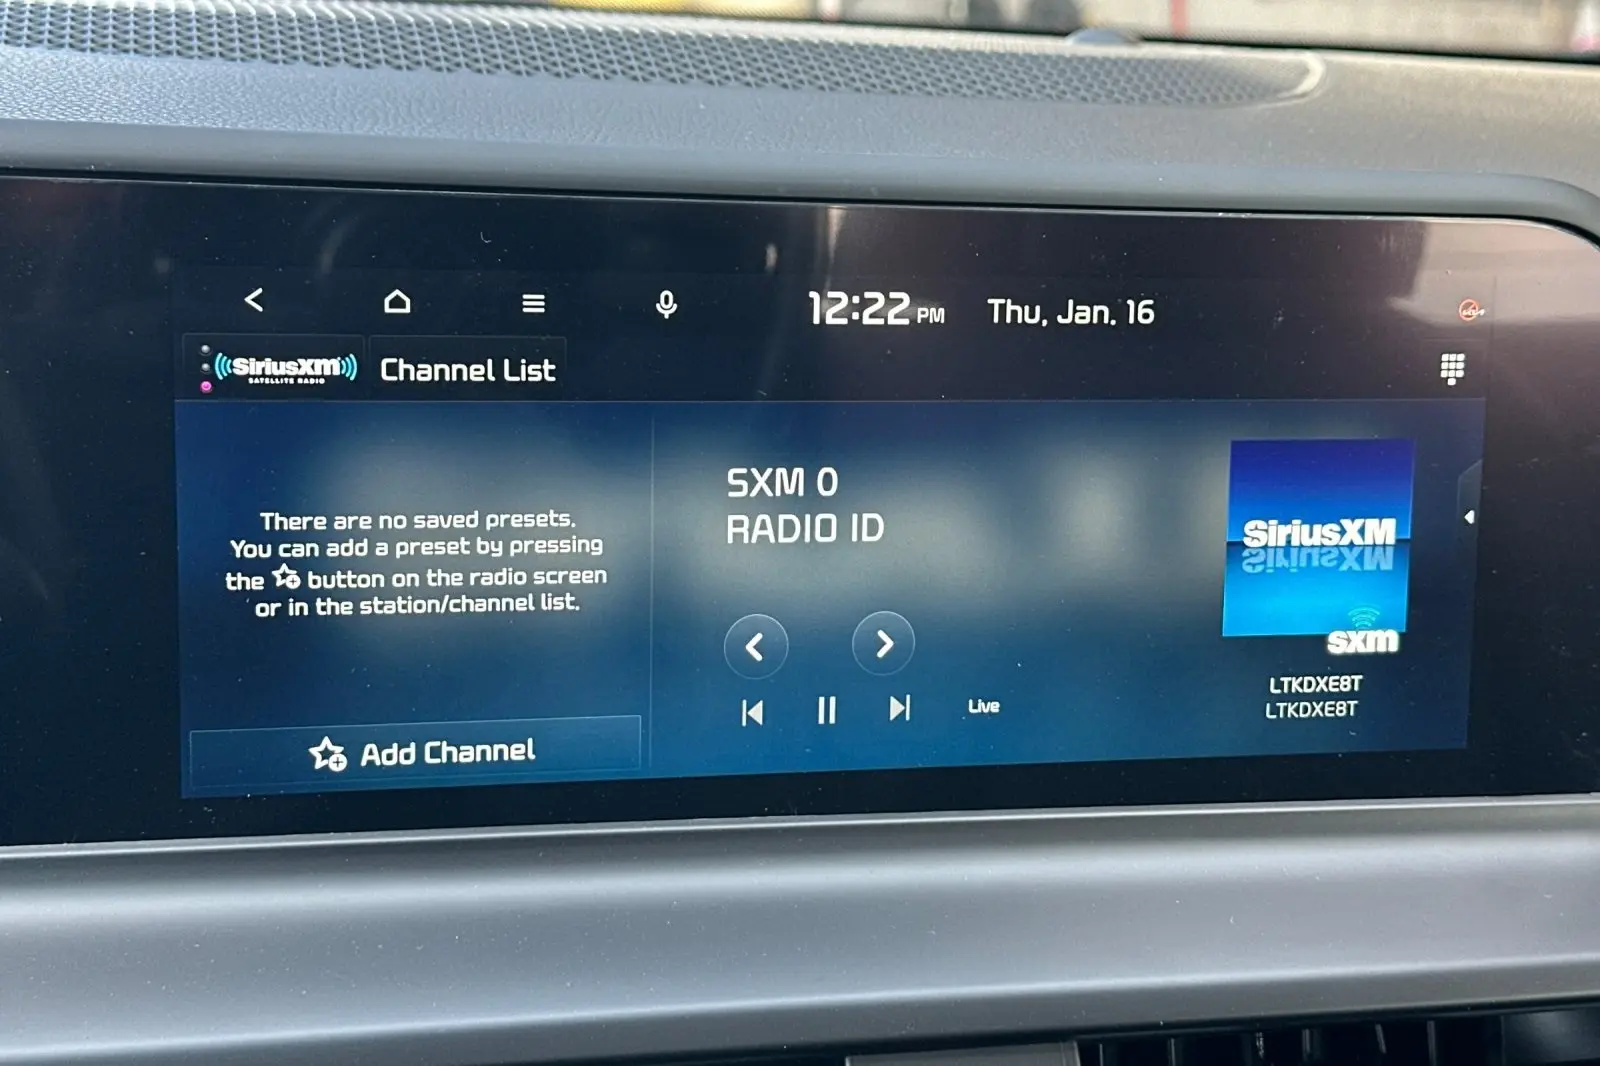 12:22 PM Thu, Jan. 16
SiriusXM Channel List
SATELLITE RADIO
There are no saved presets.
You can add a preset by pressing
the button on the radio screen
or in the station/channel list.
Add Channel
SXM 0
RADIO ID
Live
SiriusXM
SiriusXM
sxm
LTKDXE8T
LTKDXE8T